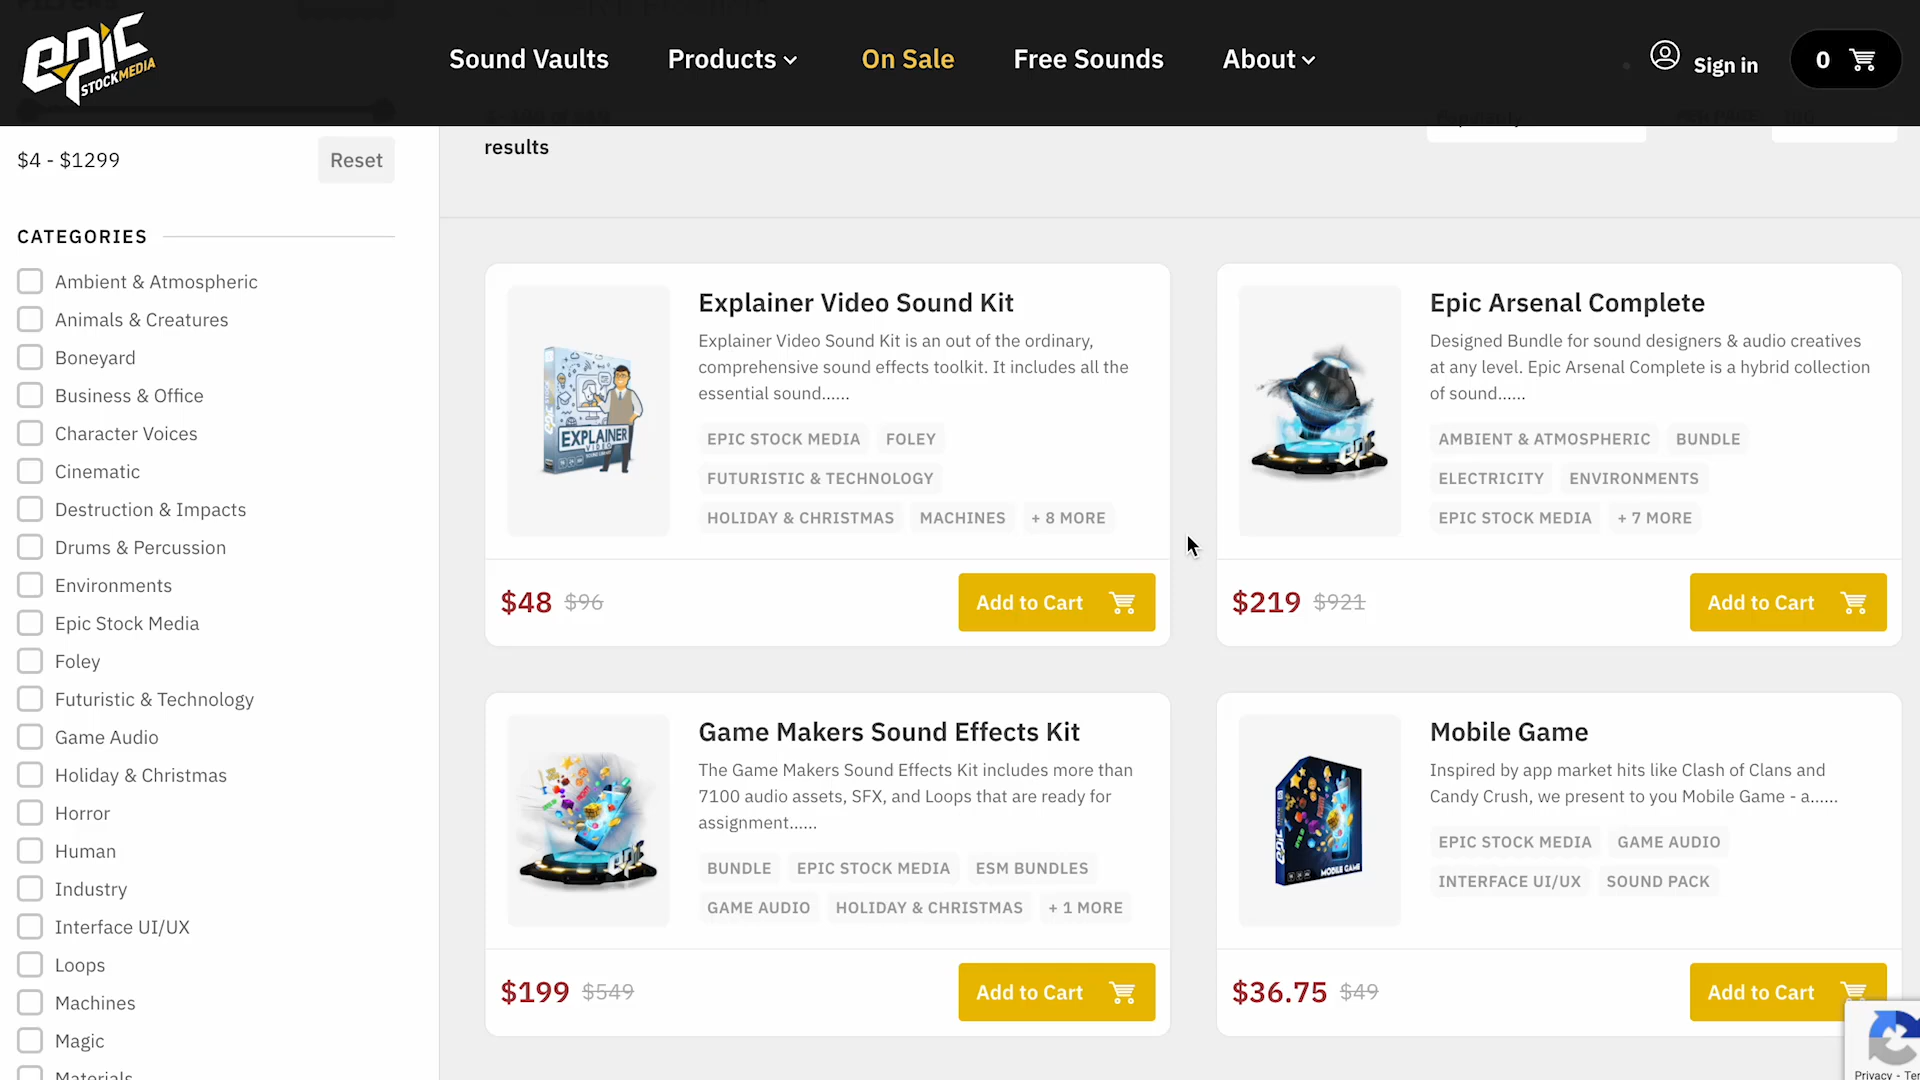 epic
STOCKMEDIA
Sound Vaults
Products
On Sale
Free Sounds
About
Sign in
0
$4 - $1299
Reset
results
CATEGORIES
Ambient & Atmospheric
Animals & Creatures
Boneyard
Business & Office
Character Voices
Cinematic
Destruction & Impacts
Drums & Percussion
Environments
Epic Stock Media
Foley
Futuristic & Technology
Game Audio
Holiday & Christmas
Horror
Human
Industry
Interface UI/UX
Loops
Machines
Magic
Materials
Explainer Video Sound Kit
Explainer Video Sound Kit is an out of the ordinary,
comprehensive sound effects toolkit. It includes all the
essential sound......
EPIC STOCK MEDIA
FOLEY
FUTURISTIC & TECHNOLOGY
HOLIDAY & CHRISTMAS
MACHINES
+ 8 MORE
EXPLAINER
VIDEO
$48 $96
Add to Cart
Epic Arsenal Complete
Designed Bundle for sound designers & audio creatives
at any level. Epic Arsenal Complete is a hybrid collection
of sound......
AMBIENT & ATMOSPHERIC
BUNDLE
ELECTRICITY
ENVIRONMENTS
EPIC STOCK MEDIA
+ 7 MORE
epic
$219 $921
Add to Cart
Game Makers Sound Effects Kit
The Game Makers Sound Effects Kit includes more than
7100 audio assets, SFX, and Loops that are ready for
assignment......
BUNDLE
EPIC STOCK MEDIA
ESM BUNDLES
GAME AUDIO
HOLIDAY & CHRISTMAS
+ 1 MORE
epic
$199 $549
Add to Cart
Mobile Game
Inspired by app market hits like Clash of Clans and
Candy Crush, we present to you Mobile Game - a......
EPIC STOCK MEDIA
GAME AUDIO
INTERFACE UI/UX
SOUND PACK
MOBILE GAME
$36.75 $49
Add to Cart
Privacy - Ter